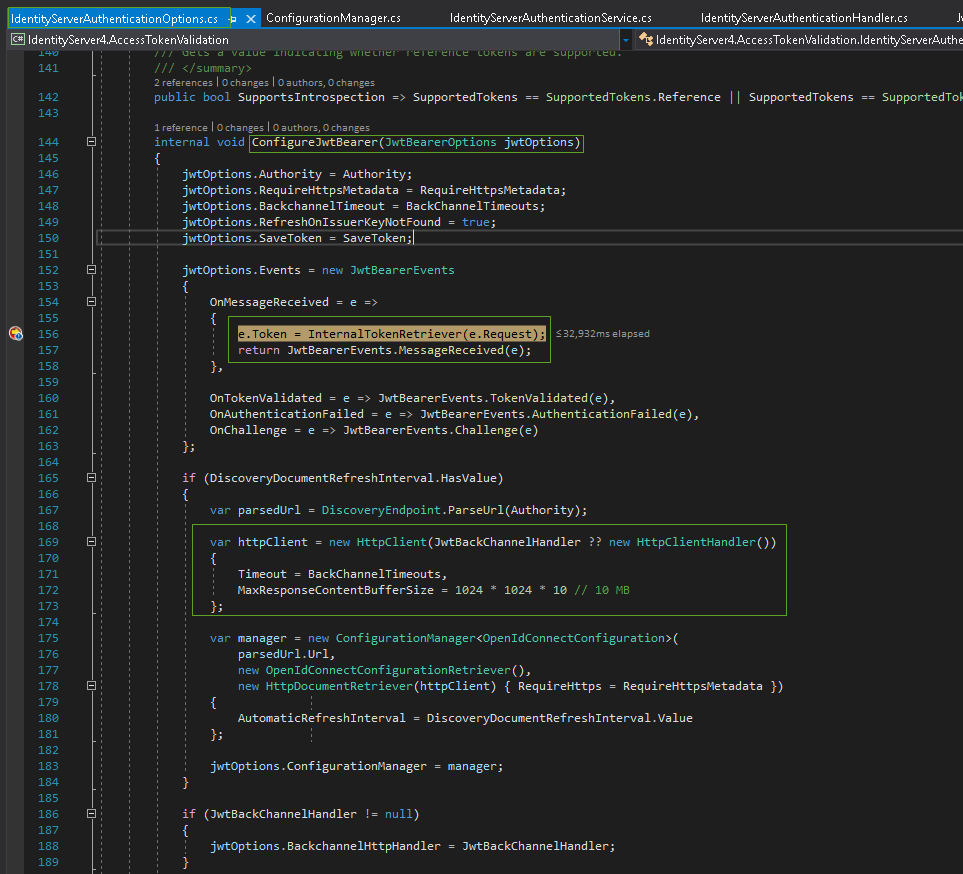 IdentityServerAuthenticationOptions.cs ConfigurationManager.cs IdentityServerAuthenticationService.cs IdentityServerAuthenticationHandler.cs
C# IdentityServer4.AccessTokenValidation IdentityServer4.AccessTokenValidation.IdentityServerAuthe
140 /// Gets a value indicating whether reference tokens are supported.
141 /// </summary>
2 references | 0 changes | 0 authors, 0 changes
142 public bool SupportsIntrospection => SupportedTokens == SupportedTokens.Reference || SupportedTokens == SupportedTok
143
1 reference | 0 changes | 0 authors, 0 changes
144 internal void ConfigureJwtBearer(JwtBearerOptions jwtOptions)
145 {
146 jwtOptions.Authority = Authority;
147 jwtOptions.RequireHttpsMetadata = RequireHttpsMetadata;
148 jwtOptions.BackchannelTimeout = BackChannelTimeouts;
149 jwtOptions.RefreshOnIssuerKeyNotFound = true;
150 jwtOptions.SaveToken = SaveToken;
151
152 jwtOptions.Events = new JwtBearerEvents
153 {
154 OnMessageReceived = e =>
155 {
156 e.Token = InternalTokenRetriever(e.Request); ≤32,932ms elapsed
157 return JwtBearerEvents.MessageReceived(e);
158 },
159
160 OnTokenValidated = e => JwtBearerEvents.TokenValidated(e),
161 OnAuthenticationFailed = e => JwtBearerEvents.AuthenticationFailed(e),
162 OnChallenge = e => JwtBearerEvents.Challenge(e)
163 };
164
165 if (DiscoveryDocumentRefreshInterval.HasValue)
166 {
167 var parsedUrl = DiscoveryEndpoint.ParseUrl(Authority);
168
169 var httpClient = new HttpClient(JwtBackChannelHandler ?? new HttpClientHandler())
170 {
171 Timeout = BackChannelTimeouts,
172 MaxResponseContentBufferSize = 1024 * 1024 * 10 // 10 MB
173 };
174
175 var manager = new ConfigurationManager<OpenIdConnectConfiguration>(
176 parsedUrl.Url,
177 new OpenIdConnectConfigurationRetriever(),
178 new HttpDocumentRetriever(httpClient) { RequireHttps = RequireHttpsMetadata })
179 {
180 AutomaticRefreshInterval = DiscoveryDocumentRefreshInterval.Value
181 };
182
183 jwtOptions.ConfigurationManager = manager;
184 }
185
186 if (JwtBackChannelHandler != null)
187 {
188 jwtOptions.BackchannelHttpHandler = JwtBackChannelHandler;
189 }